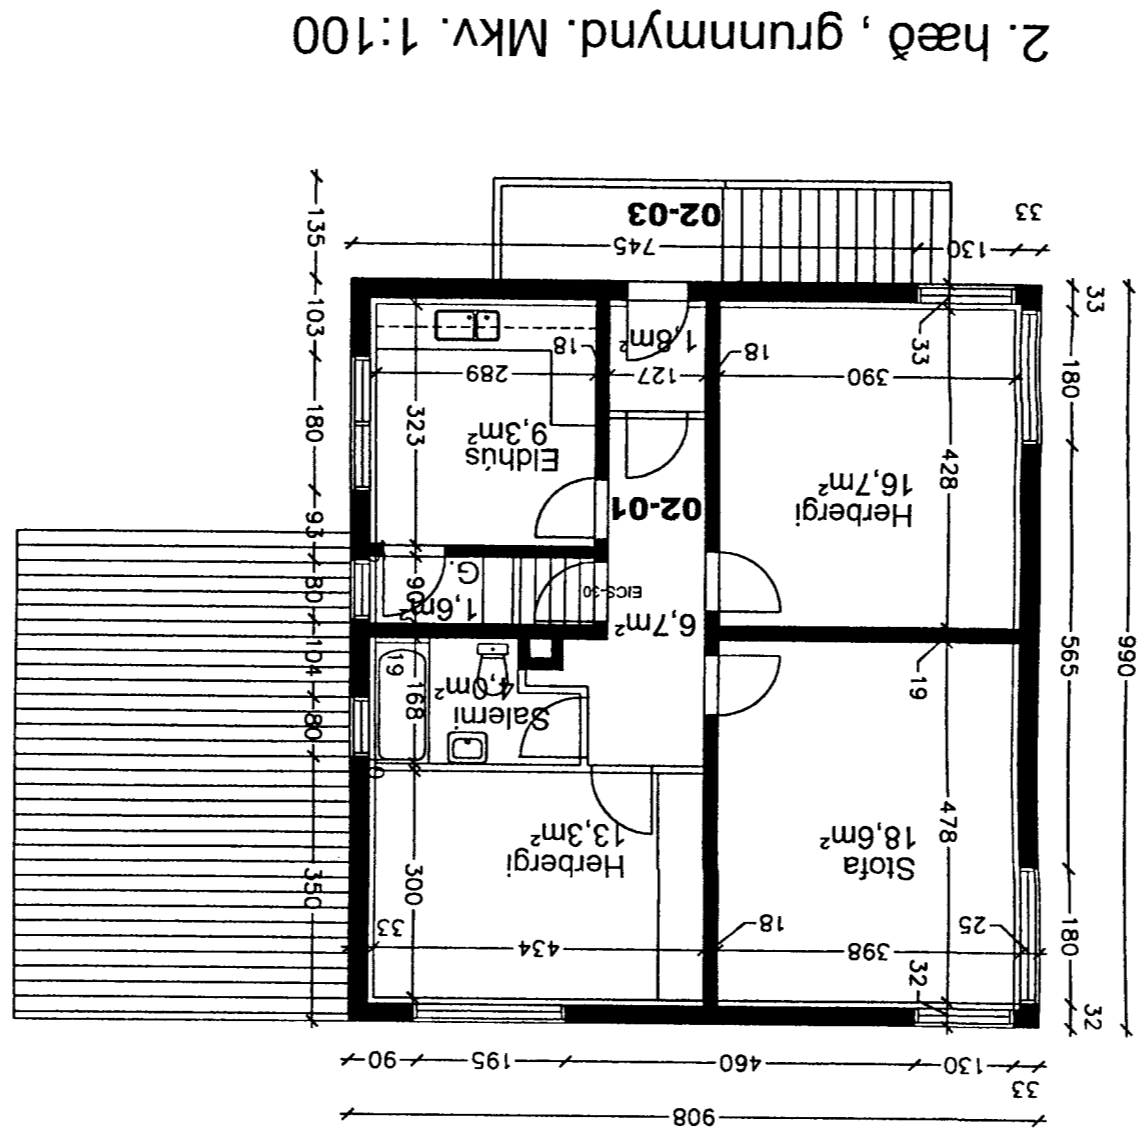 908
33 130 460 195 90
32
32
180 25 398 18 434 33
350
Stofa
18,6m²
478
Herbergi
13,3m²
300
990
565
19
80
Salerni
4,0m²
168
19
104
6,7m²
EICS-30
1,6m²
G.
90
80
93
02-01
Herbergi
16,7m²
428
Eldhús
9,3m²
323
180
180
390
127
289
18
18
1,8m²
33
33
103
130 745
33
02-03
135
2. hæð , grunnmynd. Mkv. 1:100